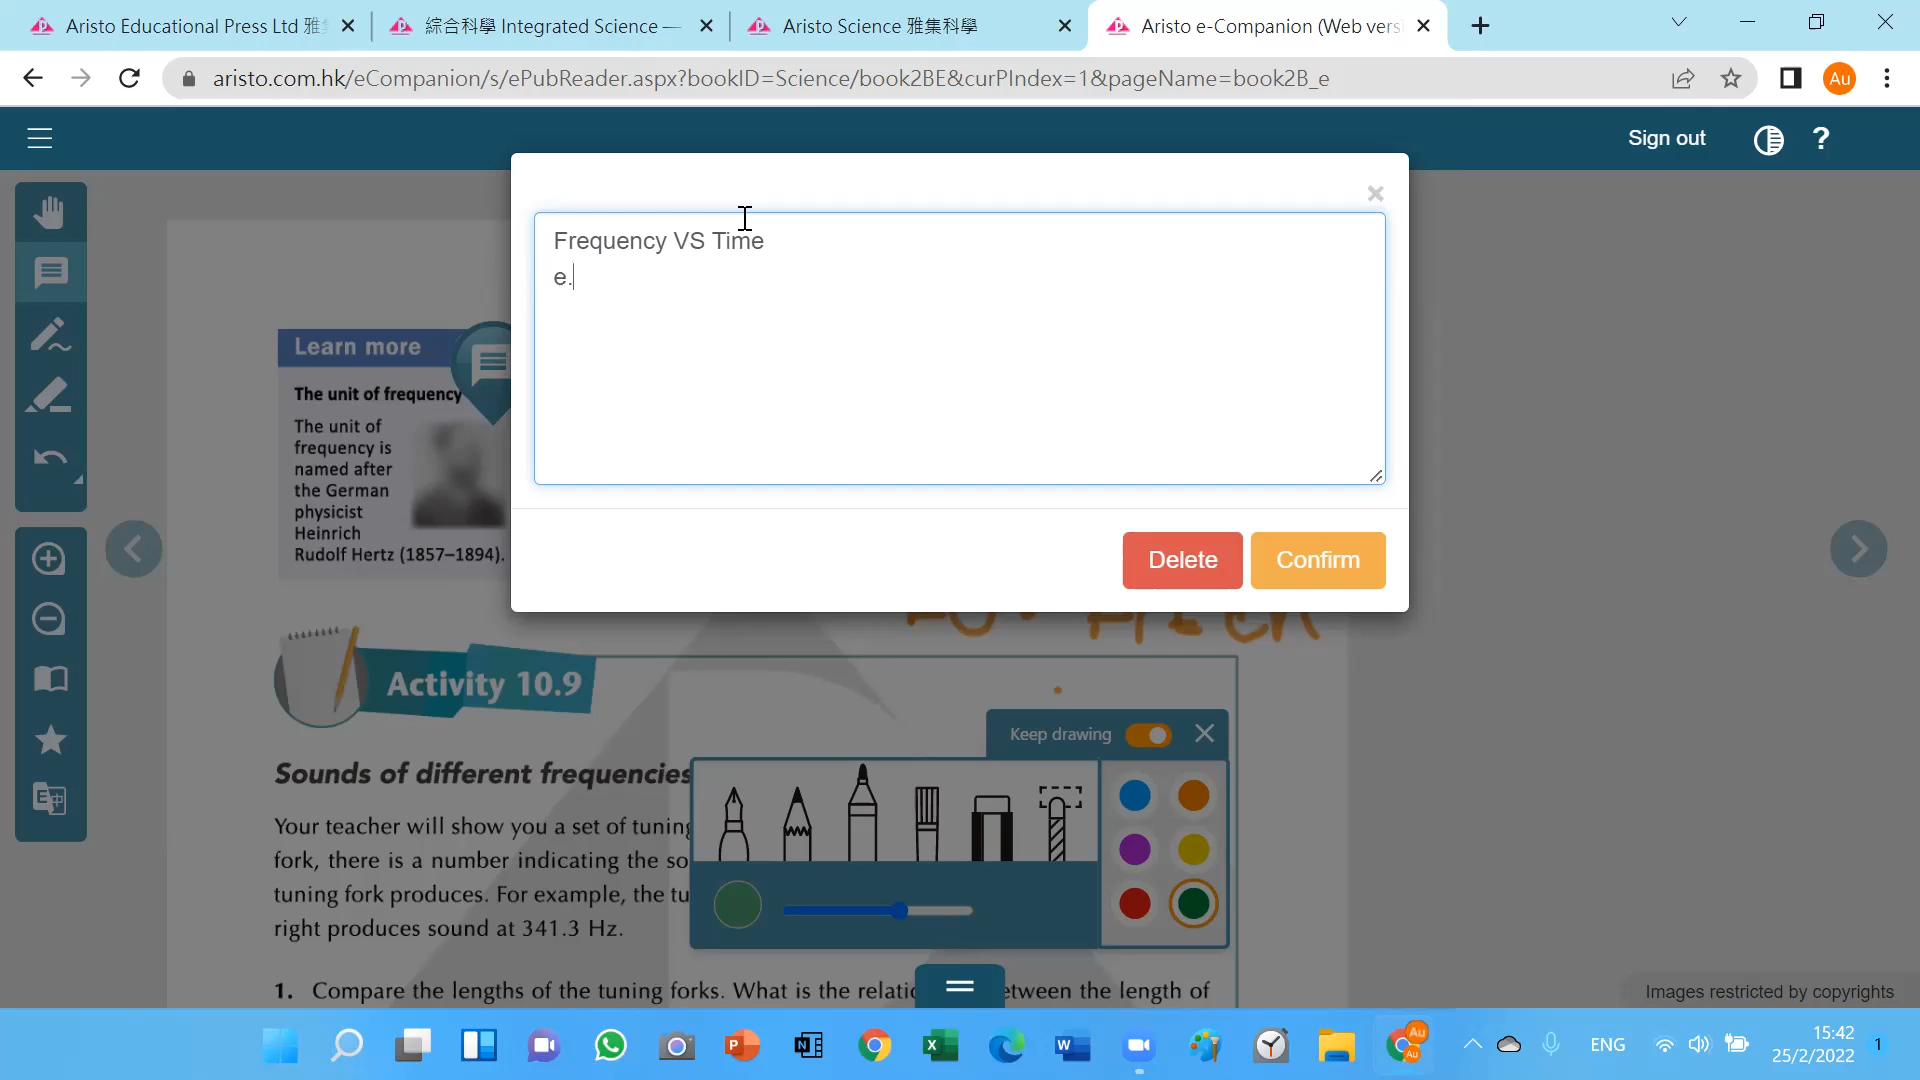 Aristo Educational Press Ltd 雅
綜合科學 Integrated Science —
Aristo Science 雅集科學
Aristo e-Companion (Web vers
aristo.com.hk/eCompanion/s/ePubReader.aspx?bookID=Science/book2BE&curPIndex=1&pageName=book2B_e
Au
Sign out
?
Frequency VS Time
e.
Delete
Confirm
Learn more
The unit of frequency
The unit of
frequency is
named after
the German
physicist
Heinrich
Rudolf Hertz (1857–1894).
Activity 10.9
Keep drawing
Sounds of different frequencies
Your teacher will show you a set of tuning
fork, there is a number indicating the so
tuning fork produces. For example, the tu
right produces sound at 341.3 Hz.
1. Compare the lengths of the tuning forks. What is the relatio etween the length of
Images restricted by copyrights
ENG
15:42
25/2/2022
1